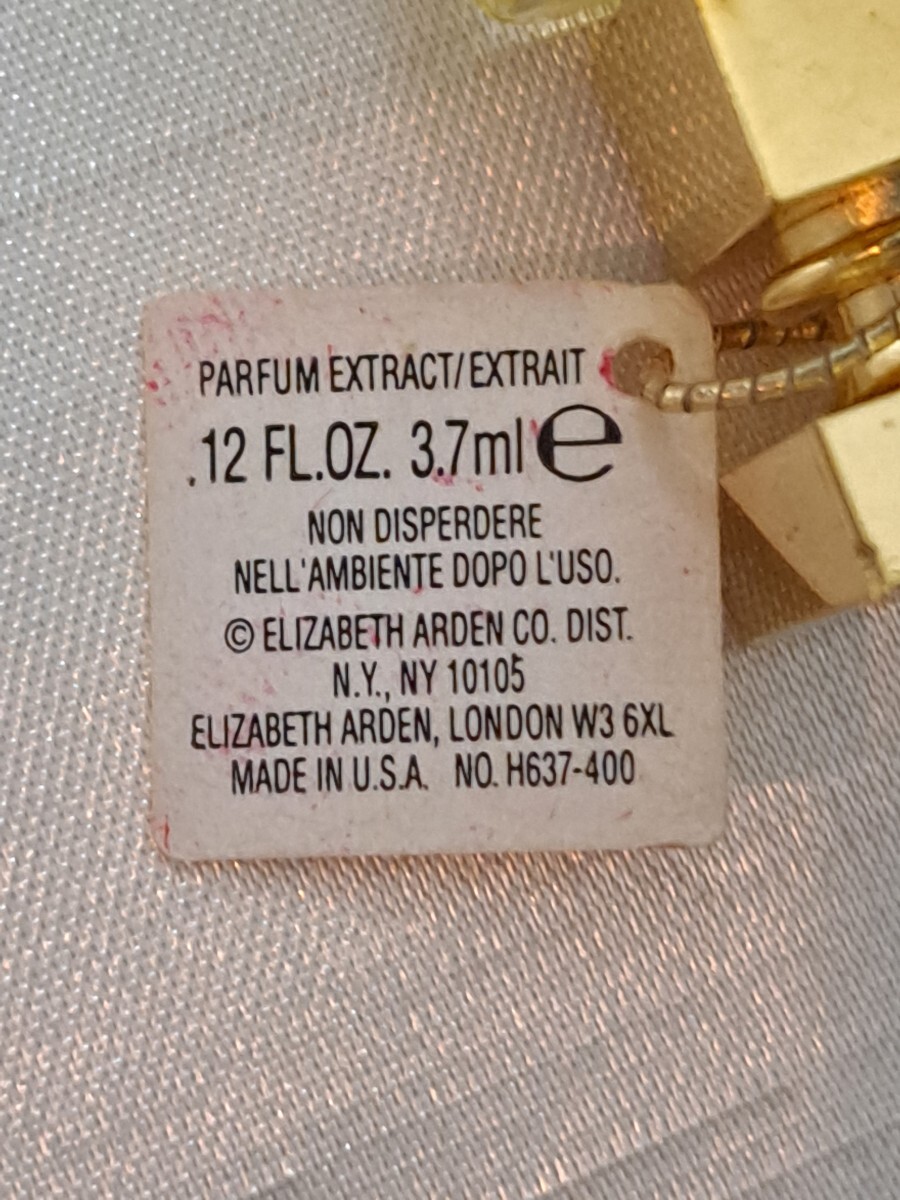 PARFUM EXTRACT/EXTRAIT
.12 FL.OZ. 3.7ml ℮
NON DISPERDERE
NELL'AMBIENTE DOPO L'USO.
© ELIZABETH ARDEN CO. DIST.
N.Y., NY 10105
ELIZABETH ARDEN, LONDON W3 6XL
MADE IN U.S.A. NO. H637-400